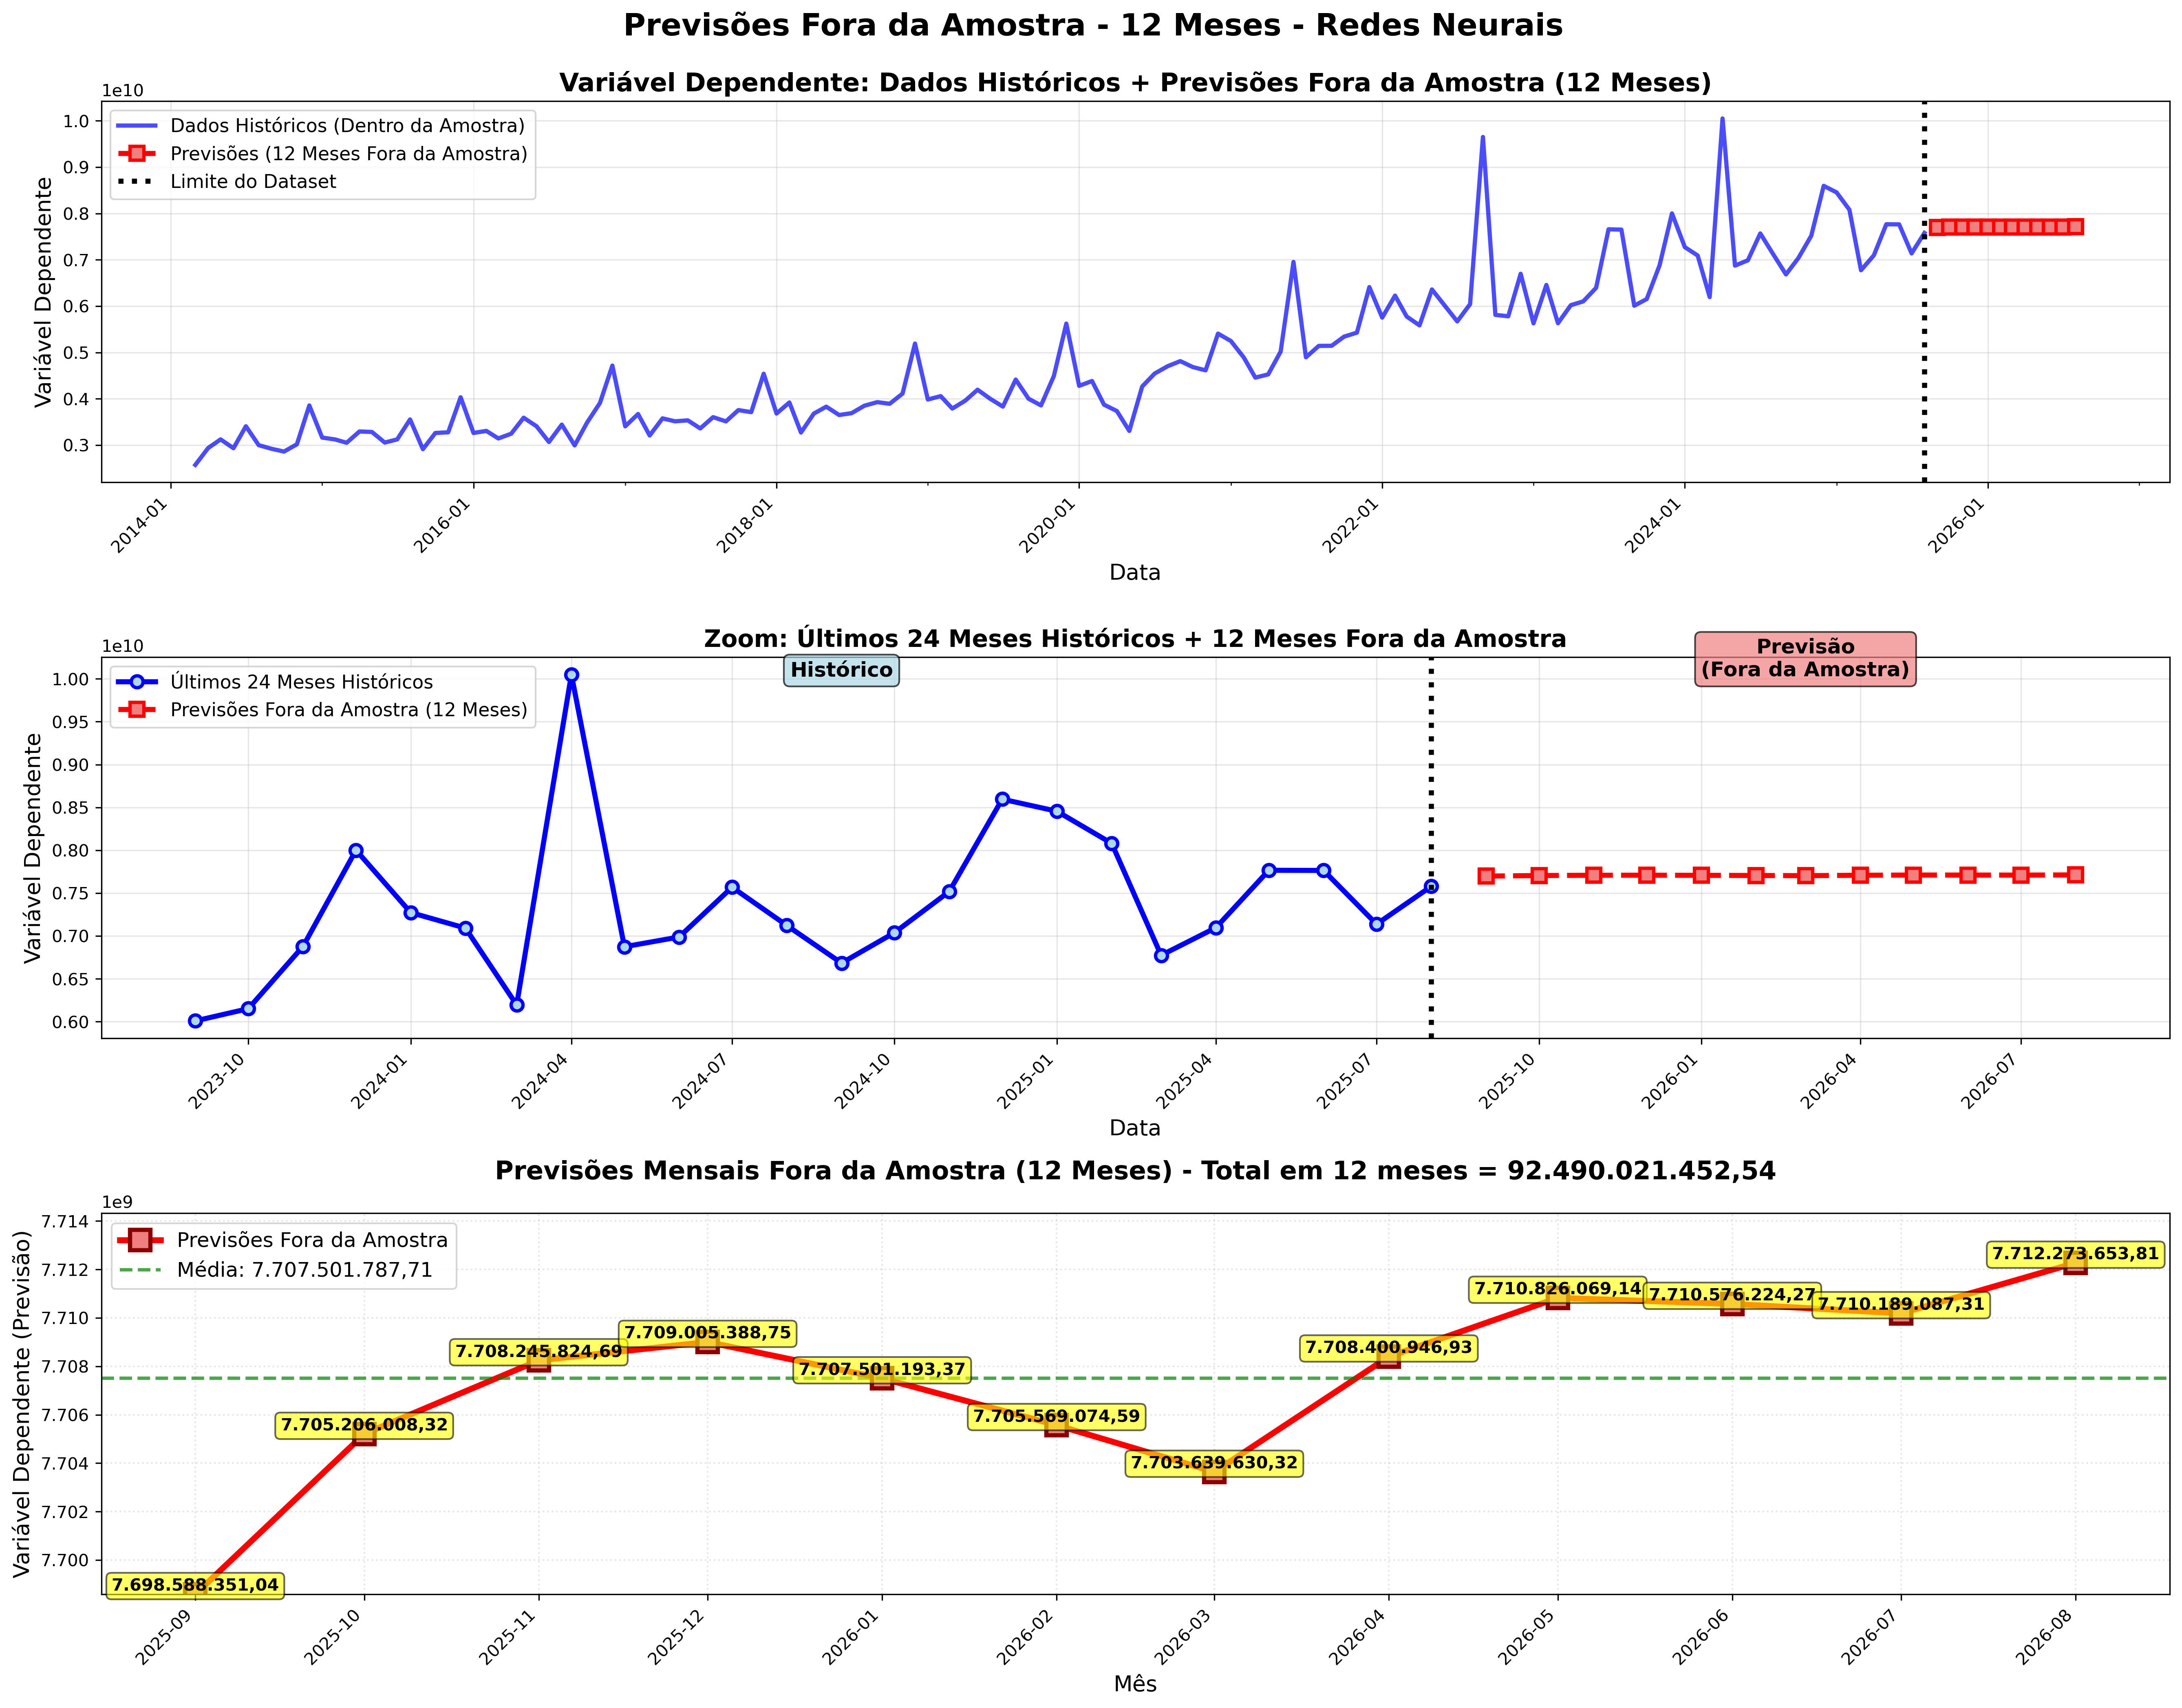 Previsões Fora da Amostra - 12 Meses - Redes Neurais
Variável Dependente: Dados Históricos + Previsões Fora da Amostra (12 Meses)
1e10
Dados Históricos (Dentro da Amostra)
Previsões (12 Meses Fora da Amostra)
Limite do Dataset
Variável Dependente
1.0
0.9
0.8
0.7
0.6
0.5
0.4
0.3
2014-01
2016-01
2018-01
2020-01
2022-01
2024-01
2026-01
Data
Zoom: Últimos 24 Meses Históricos + 12 Meses Fora da Amostra
1e10
Últimos 24 Meses Históricos
Previsões Fora da Amostra (12 Meses)
Histórico
Previsão
(Fora da Amostra)
Variável Dependente
1.00
0.95
0.90
0.85
0.80
0.75
0.70
0.65
0.60
2023-10
2024-01
2024-04
2024-07
2024-10
2025-01
2025-04
2025-07
2025-10
2026-01
2026-04
2026-07
Data
Previsões Mensais Fora da Amostra (12 Meses) - Total em 12 meses = 92.490.021.452,54
1e9
Previsões Fora da Amostra
Média: 7.707.501.787,71
Variável Dependente (Previsão)
7.714
7.712
7.710
7.708
7.706
7.704
7.702
7.700
7.698.588.351,04
7.705.206.008,32
7.708.245.824,69
7.709.005.388,75
7.707.501.193,37
7.705.569.074,59
7.703.639.630,32
7.708.400.946,93
7.710.826.069,14
7.710.576.224,27
7.710.189.087,31
7.712.273.653,81
2025-09
2025-10
2025-11
2025-12
2026-01
2026-02
2026-03
2026-04
2026-05
2026-06
2026-07
2026-08
Mês